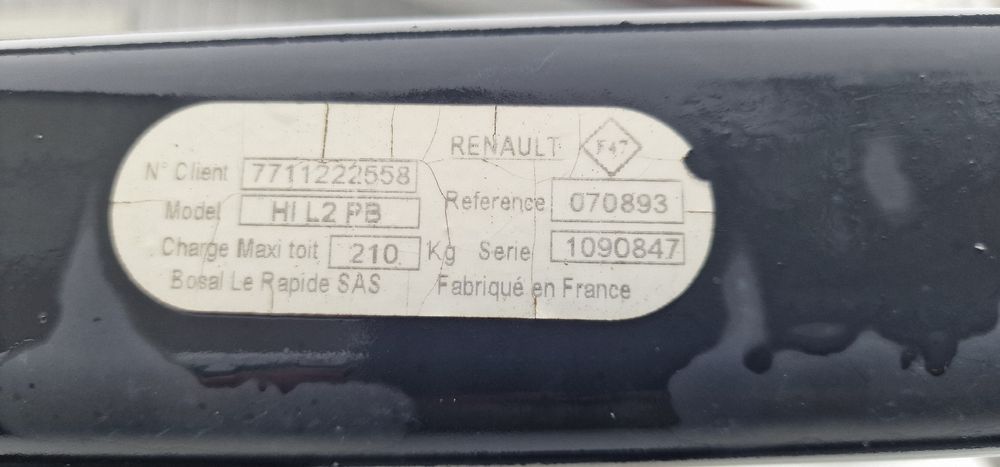 RENAULT F47
N° Client 7711222558
Model HI L2 PB Reference 070893
Charge Maxi toit 210 Kg Serie 1090847
Bosal Le Rapide SAS Fabriqué en France